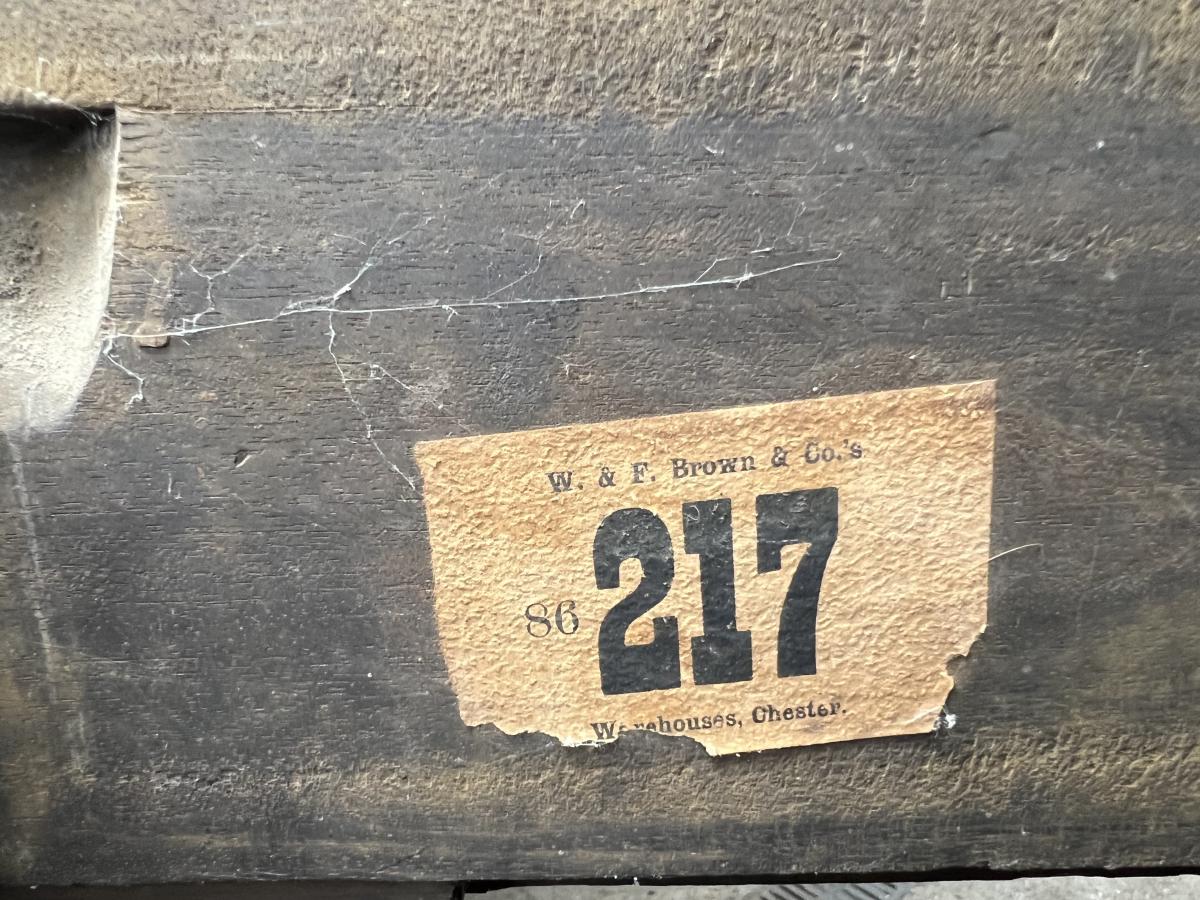 W. & F. Brown & Co.'s
86 217
Warehouses, Chester.